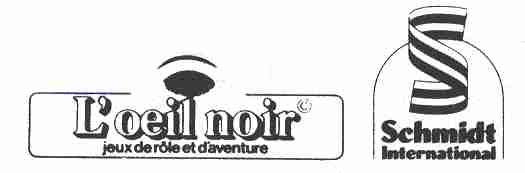 L'oeil noir©
jeux de rôle et d'aventure
S
Schmidt
International